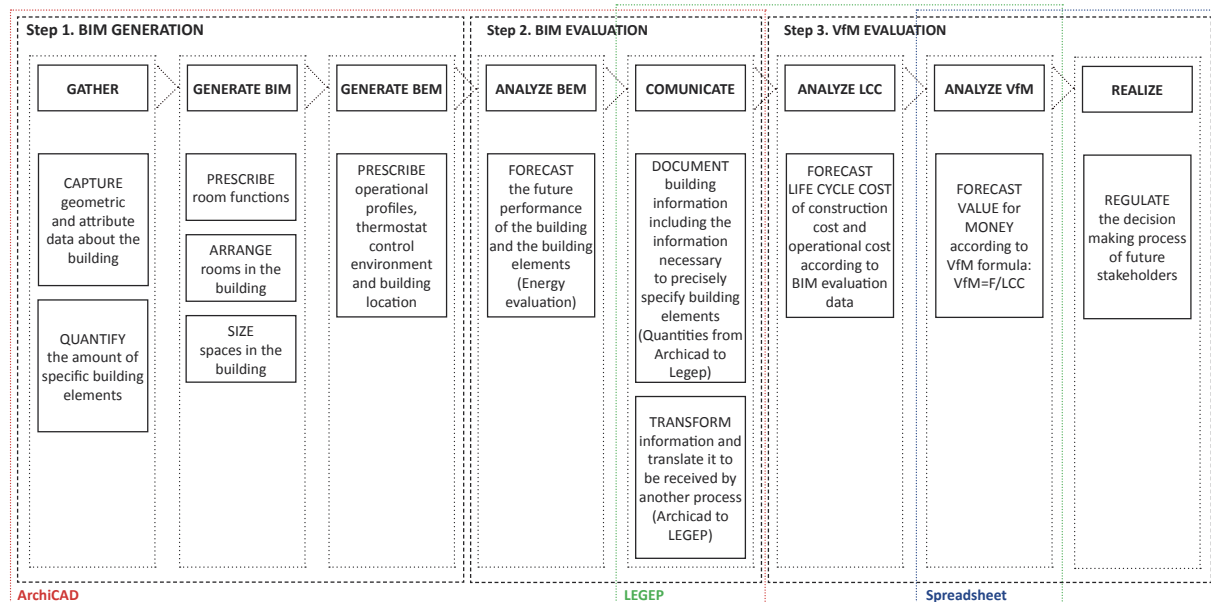 Step 1. BIM GENERATION
GATHER
CAPTURE
geometric
and attribute
data about the
building
QUANTIFY
the amount of
specific building
elements
GENERATE BIM
PRESCRIBE
room functions
ARRANGE
rooms in the
building
SIZE
spaces in the
building
GENERATE BEM
PRESCRIBE
operational
profiles,
thermostat
control
environment
and building
location
Step 2. BIM EVALUATION
ANALYZE BEM
FORECAST
the future
performance
of the building
and the building
elements
(Energy
evaluation)
COMUNICATE
DOCUMENT
building
information
including the
information
necessary
to precisely
specify building
elements
(Quantities from
Archicad to
Legep)
TRANSFORM
information and
translate it to
be received by
another process
(Archicad to
LEGEP)
Step 3. VfM EVALUATION
ANALYZE LCC
FORECAST
LIFE CYCLE COST
of construction
cost and
operational cost
according to
BIM evaluation
data
ANALYZE VfM
FORECAST
VALUE for
MONEY
according to
VfM formula:
VfM=F/LCC
REALIZE
REGULATE
the decision
making process
of future
stakeholders
ArchiCAD
LEGEP
Spreadsheet